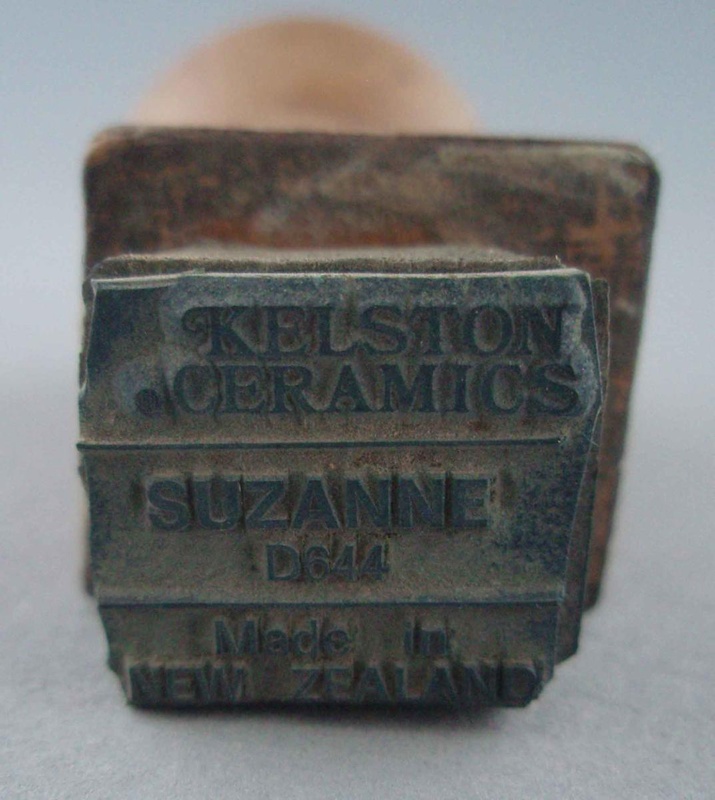 KELSTON
CERAMICS
SUZANNE
D644
Made in
NEW ZEALAND